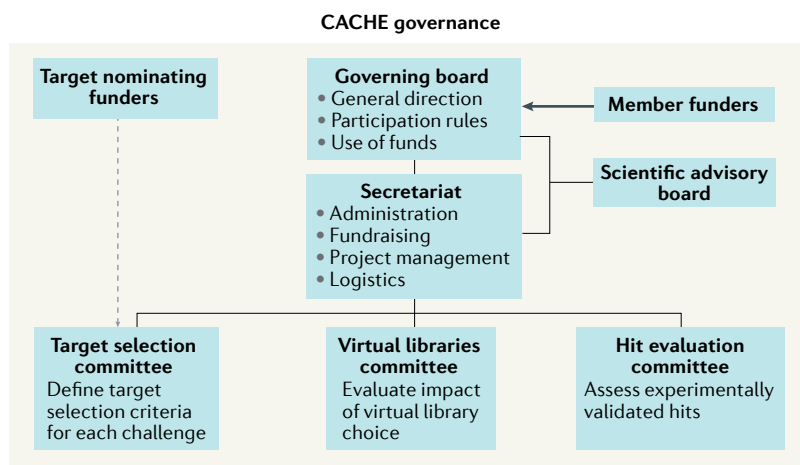 CACHE governance
Target nominating
funders
Governing board
• General direction
• Participation rules
• Use of funds
Member funders
Scientific advisory
board
Secretariat
• Administration
• Fundraising
• Project management
• Logistics
Target selection
committee
Define target
selection criteria
for each challenge
Virtual libraries
committee
Evaluate impact
of virtual library
choice
Hit evaluation
committee
Assess experimentally
validated hits